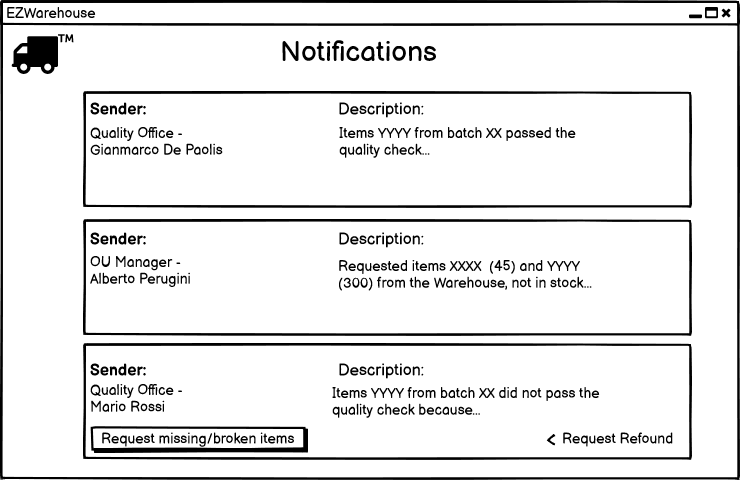 EZWarehouse
TM
Notifications
Sender:
Description:
Quality Office -
Gianmarco De Paolis
Items YYYY from batch XX passed the
quality check...
Sender:
Description:
OU Manager -
Alberto Perugini
Requested items XXXX (45) and YYYY
(300) from the Warehouse, not in stock...
Sender:
Description:
Quality Office -
Mario Rossi
Items YYYY from batch XX did not pass the
quality check because...
Request missing/broken items
< Request Refound